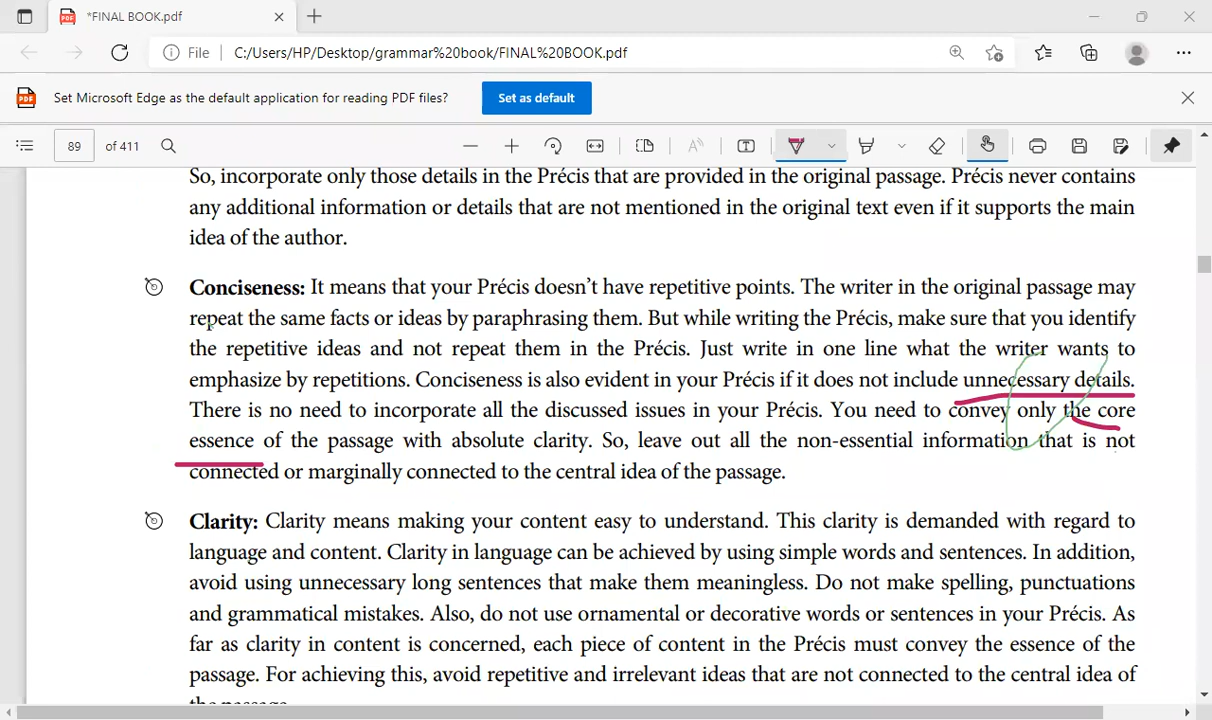 *FINAL BOOK.pdf
File C:/Users/HP/Desktop/grammar%20book/FINAL%20BOOK.pdf
Set Microsoft Edge as the default application for reading PDF files? Set as default
89 of 411
So, incorporate only those details in the Précis that are provided in the original passage. Précis never contains
any additional information or details that are not mentioned in the original text even if it supports the main
idea of the author.
Conciseness: It means that your Précis doesn’t have repetitive points. The writer in the original passage may
repeat the same facts or ideas by paraphrasing them. But while writing the Précis, make sure that you identify
the repetitive ideas and not repeat them in the Précis. Just write in one line what the writer wants to
emphasize by repetitions. Conciseness is also evident in your Précis if it does not include unnecessary details.
There is no need to incorporate all the discussed issues in your Précis. You need to convey only the core
essence of the passage with absolute clarity. So, leave out all the non-essential information that is not
connected or marginally connected to the central idea of the passage.
Clarity: Clarity means making your content easy to understand. This clarity is demanded with regard to
language and content. Clarity in language can be achieved by using simple words and sentences. In addition,
avoid using unnecessary long sentences that make them meaningless. Do not make spelling, punctuations
and grammatical mistakes. Also, do not use ornamental or decorative words or sentences in your Précis. As
far as clarity in content is concerned, each piece of content in the Précis must convey the essence of the
passage. For achieving this, avoid repetitive and irrelevant ideas that are not connected to the central idea of
the passage.